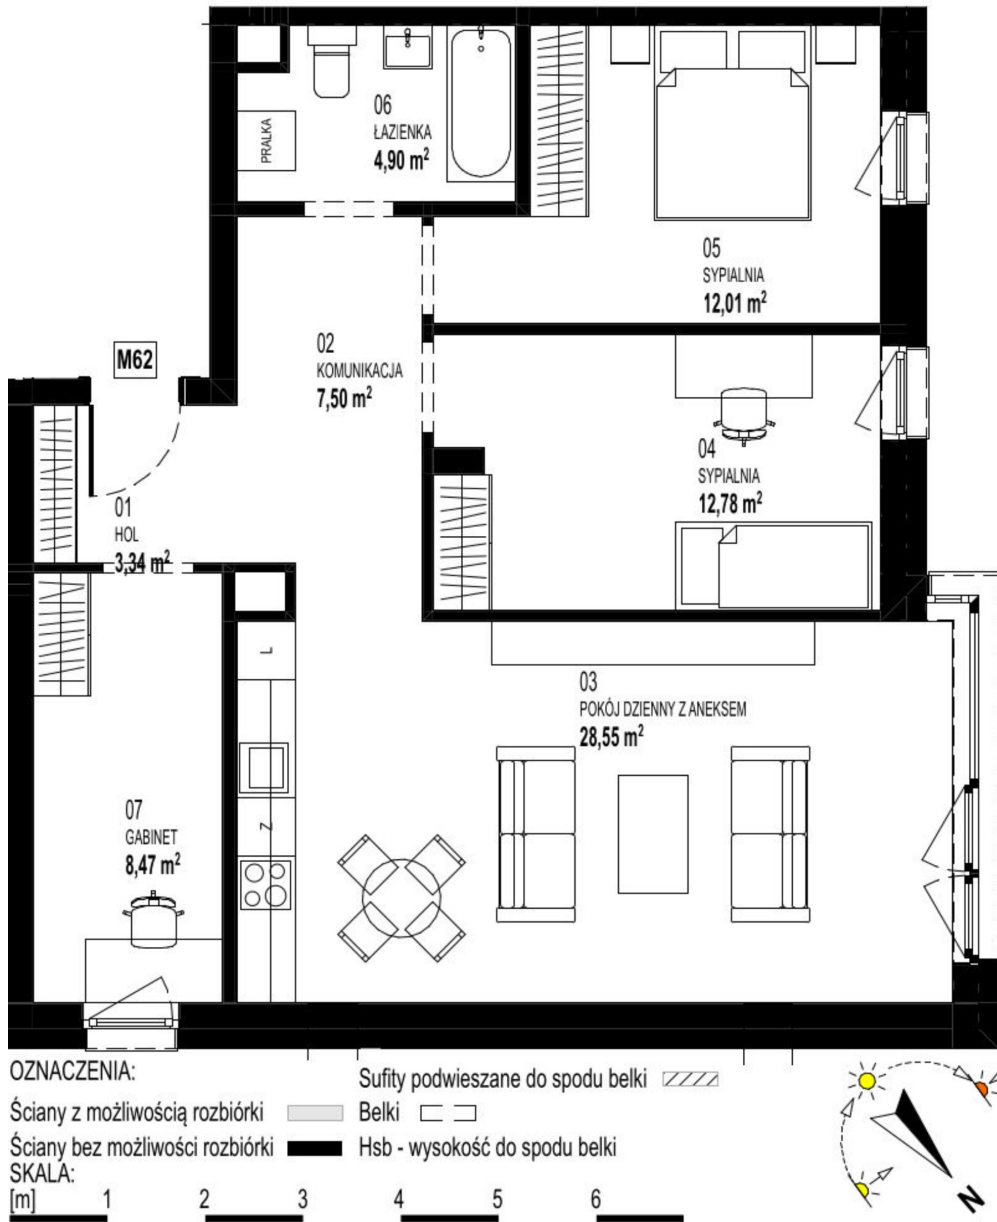 06
ŁAZIENKA
4,90 m²
PRALKA
05
SYPIALNIA
12,01 m²
02
KOMUNIKACJA
7,50 m²
M62
04
SYPIALNIA
12,78 m²
01
HOL
3,34 m²
L
03
POKÓJ DZIENNY Z ANEKSEM
28,55 m²
07
GABINET
8,47 m²
Z
OZNACZENIA:
Sufity podwieszane do spodu belki
Ściany z możliwością rozbiórki
Belki
Ściany bez możliwości rozbiórki
Hsb - wysokość do spodu belki
SKALA:
[m] 1 2 3 4 5 6
N